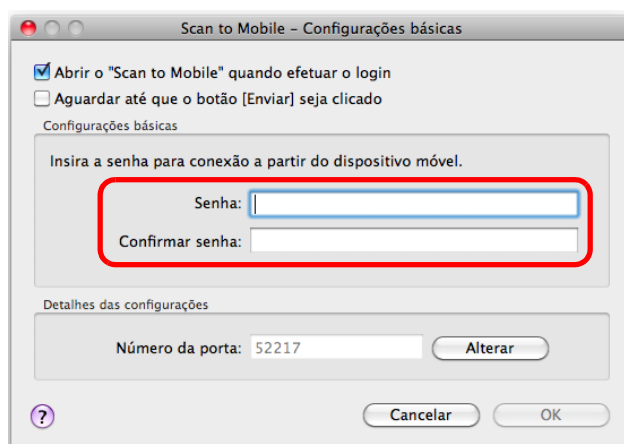 Scan to Mobile – Configurações básicas
Abrir o "Scan to Mobile" quando efetuar o login
Aguardar até que o botão [Enviar] seja clicado
Configurações básicas
Insira a senha para conexão a partir do dispositivo móvel.
Senha:
Confirmar senha:
Detalhes das configurações
Número da porta: 52217 Alterar
? Cancelar OK